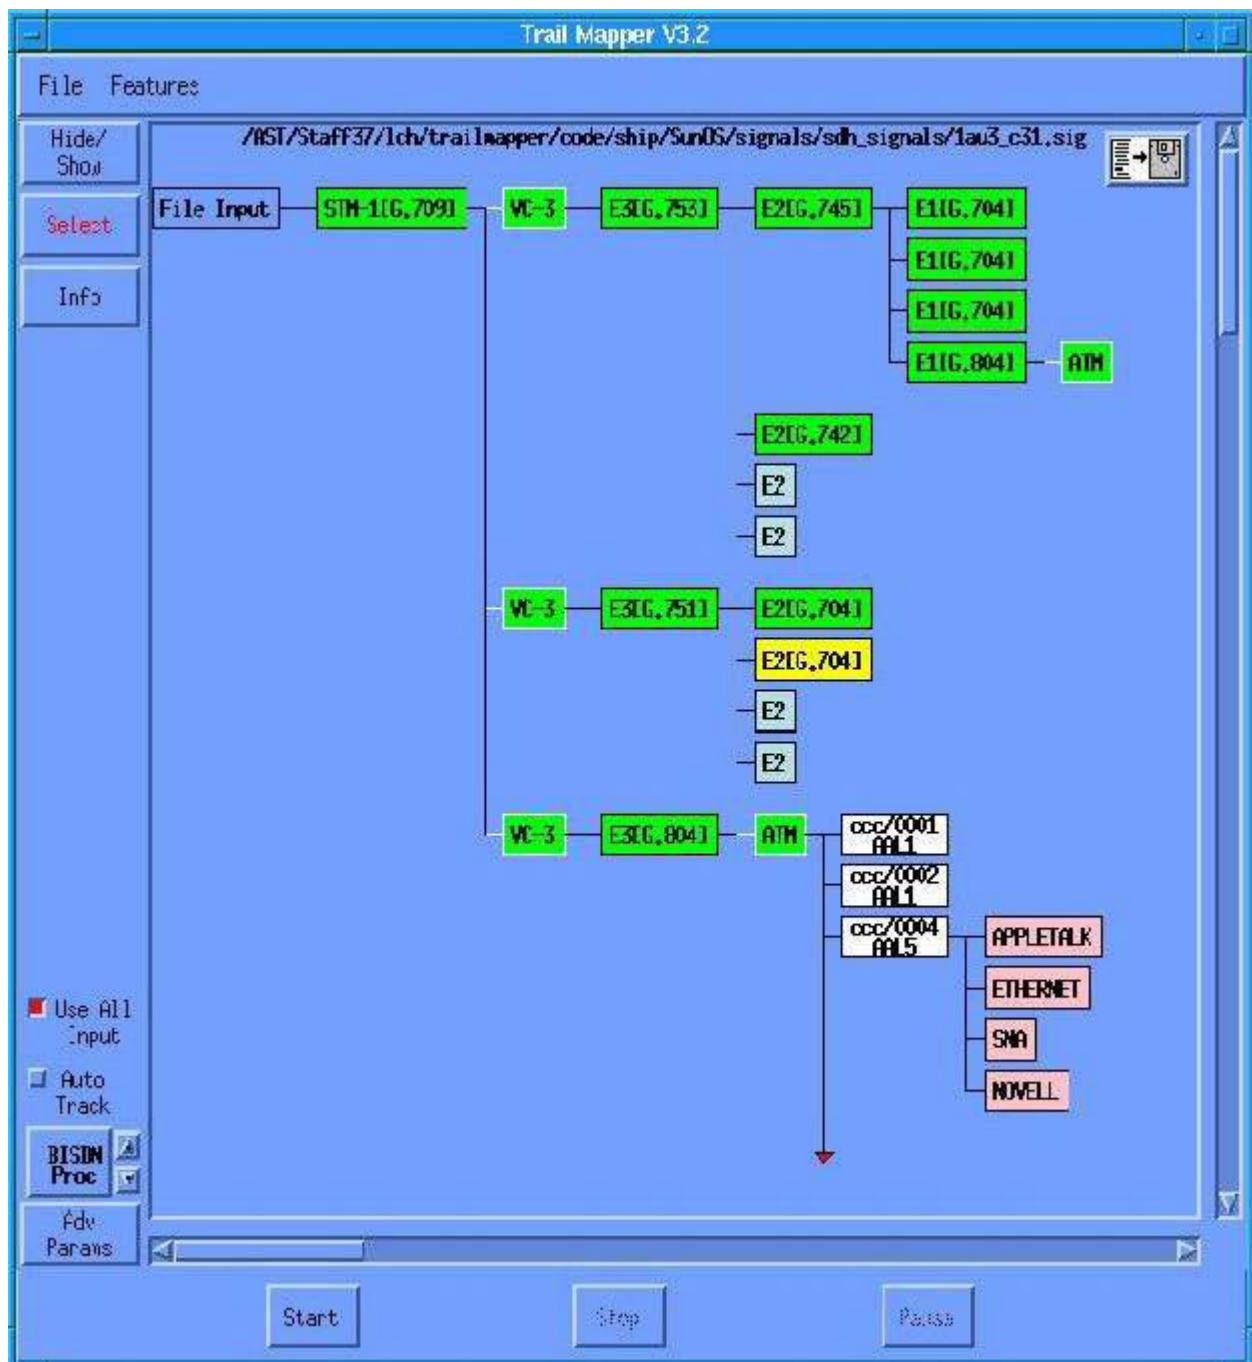 Trail Mapper V3.2
File Features
Hide/
Show
Select
Info
/AST/Staff37/lch/trailmapper/code/ship/SunOS/signals/sdh_signals/1au3_c31.sig
File Input STM-1[G.709] VC-3 E3[G.753] E2[G.745] E1[G.704]
E1[G.704]
E1[G.704]
E1[G.804] ATM
E2[G.742]
E2
E2
VC-3 E3[G.751] E2[G.704]
E2[G.704]
E2
E2
VC-3 E3[G.804] ATM ccc/0001
AAL1
ccc/0002
AAL1
ccc/0004
AAL5
APPLETALK
ETHERNET
SNA
NOVELL
Use All
Input
Auto
Track
BISDN
Proc
Adv
Params
Start Stop Pause